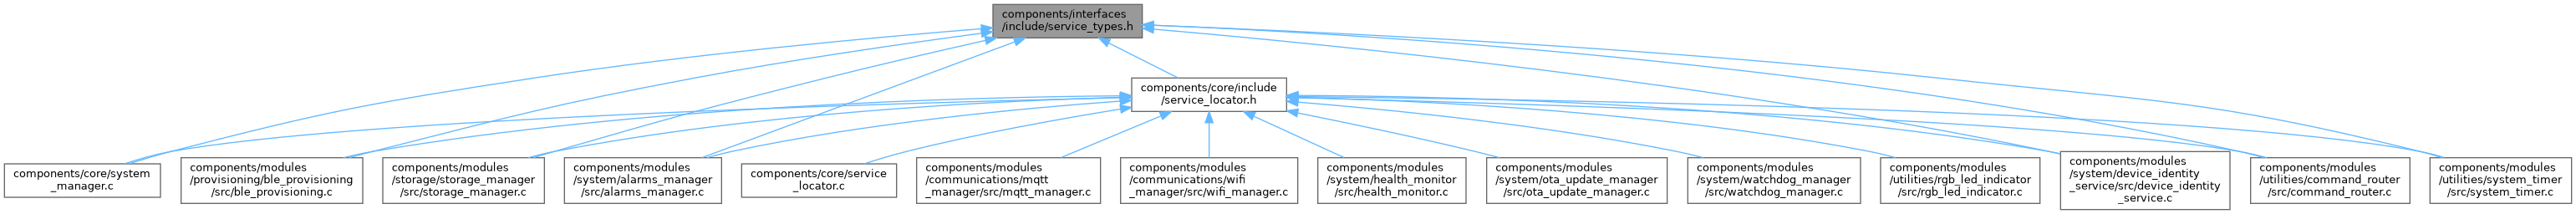 components/interfaces
/include/service_types.h
components/core/include
/service_locator.h
components/core/system
_manager.c
components/modules
/provisioning/ble_provisioning
/src/ble_provisioning.c
components/modules
/storage/storage_manager
/src/storage_manager.c
components/modules
/system/alarms_manager
/src/alarms_manager.c
components/core/service
_locator.c
components/modules
/communications/mqtt
_manager/src/mqtt_manager.c
components/modules
/communications/wifi
_manager/src/wifi_manager.c
components/modules
/system/health_monitor
/src/health_monitor.c
components/modules
/system/ota_update_manager
/src/ota_update_manager.c
components/modules
/system/watchdog_manager
/src/watchdog_manager.c
components/modules
/utilities/rgb_led_indicator
/src/rgb_led_indicator.c
components/modules
/system/device_identity
_service/src/device_identity
_service.c
components/modules
/utilities/command_router
/src/command_router.c
components/modules
/utilities/system_timer
/src/system_timer.c